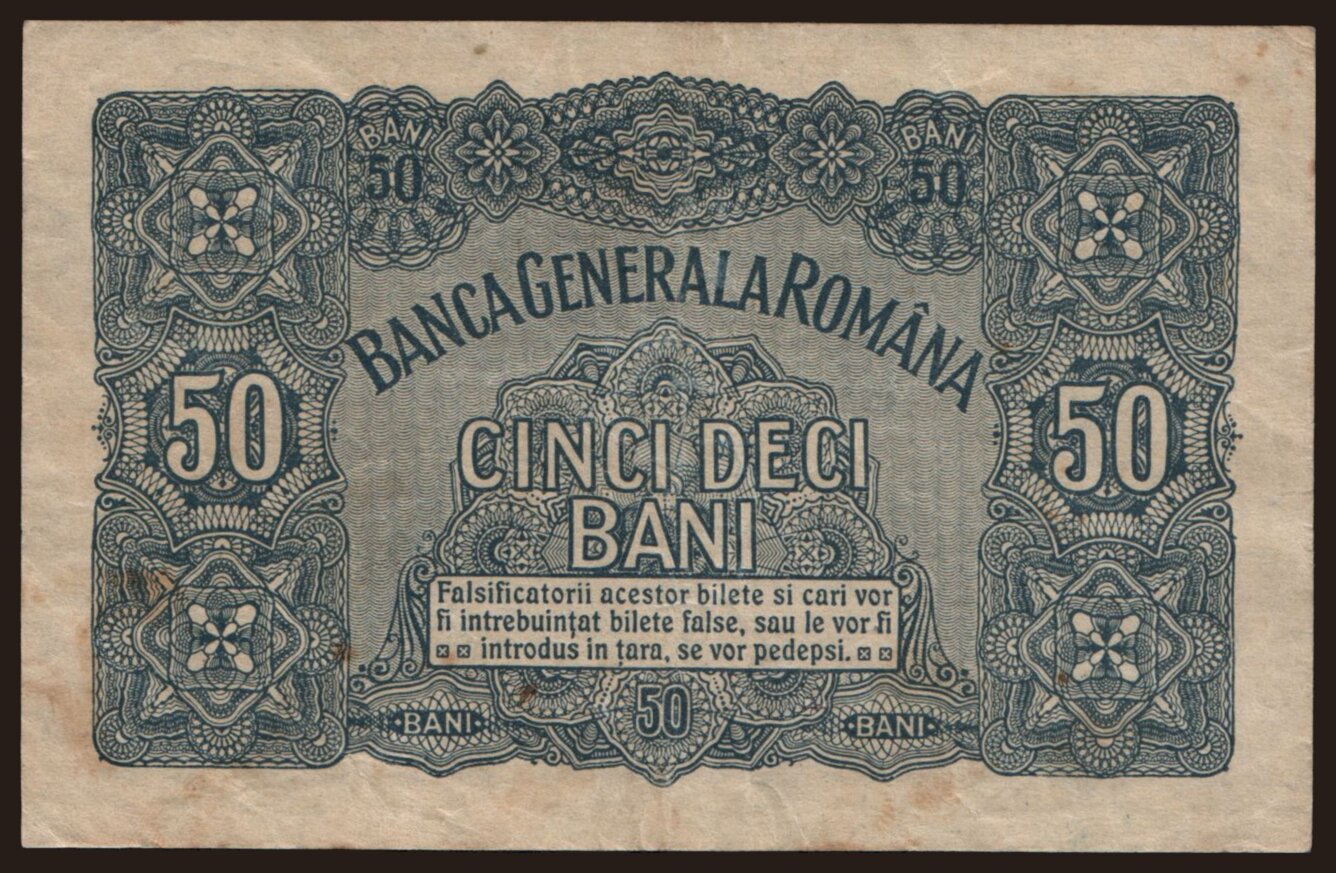 BANI
50
BANI
50
BANCA GENERALA ROMÂNA
50
50
CINCI DECI
BANI
Falsificatorii acestor bilete si cari vor
fi intrebuințat bilete false, sau le vor fi
introdus in țara, se vor pedepsi.
BANI
50
BANI